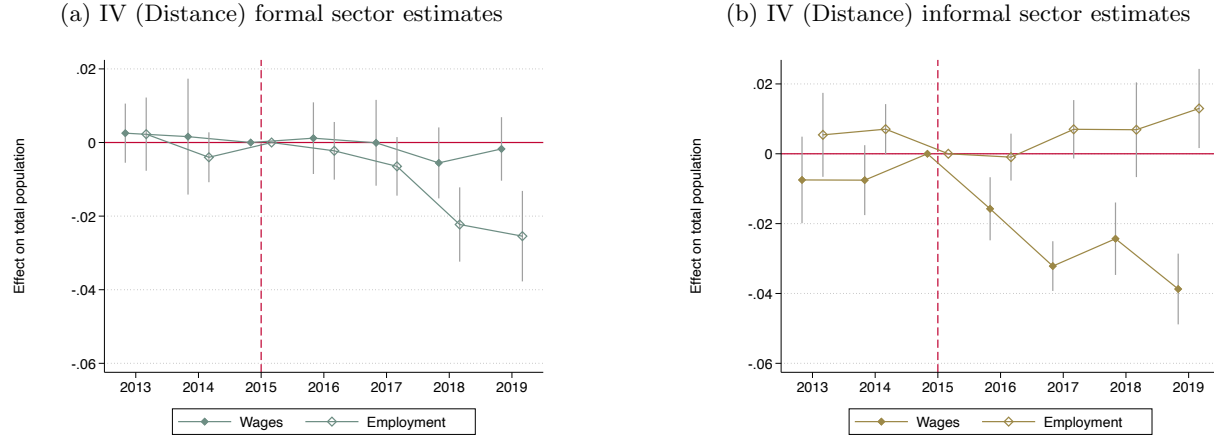 (a) IV (Distance) formal sector estimates
.02
0
-.02
-.04
-.06
Effect on total population
2013 2014 2015 2016 2017 2018 2019
Wages Employment
(b) IV (Distance) informal sector estimates
.02
0
-.02
-.04
-.06
Effect on total population
2013 2014 2015 2016 2017 2018 2019
Wages Employment